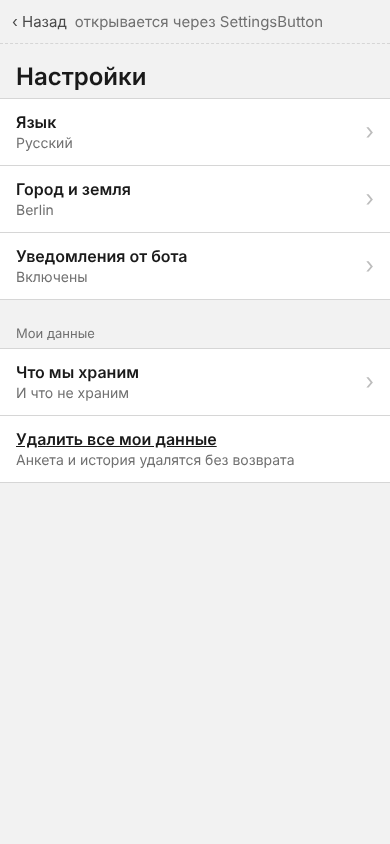 ‹ Назад открывается через SettingsButton
Настройки
Язык
Русский
Город и земля
Berlin
Уведомления от бота
Включены
Мои данные
Что мы храним
И что не храним
Удалить все мои данные
Анкета и история удалятся без возврата